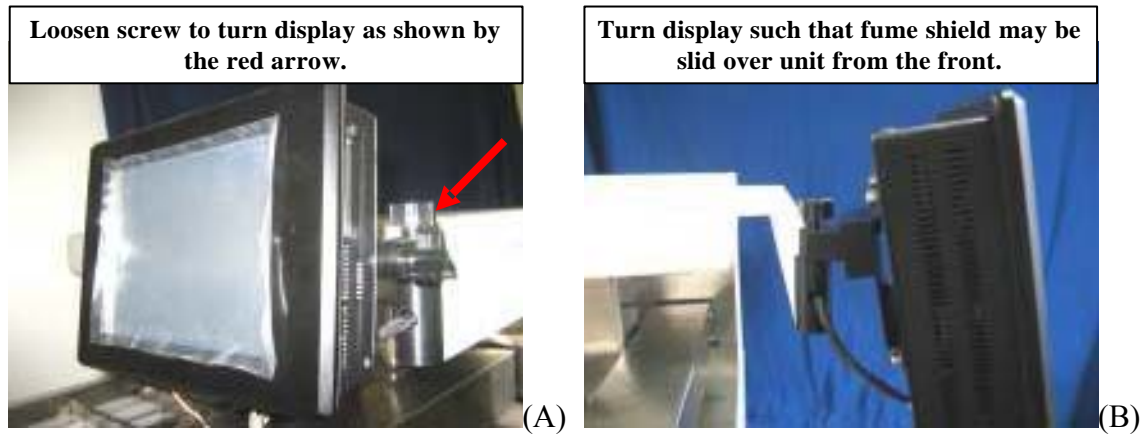 Loosen screw to turn display as shown by
the red arrow.
Turn display such that fume shield may be
slid over unit from the front.
(A)
(B)